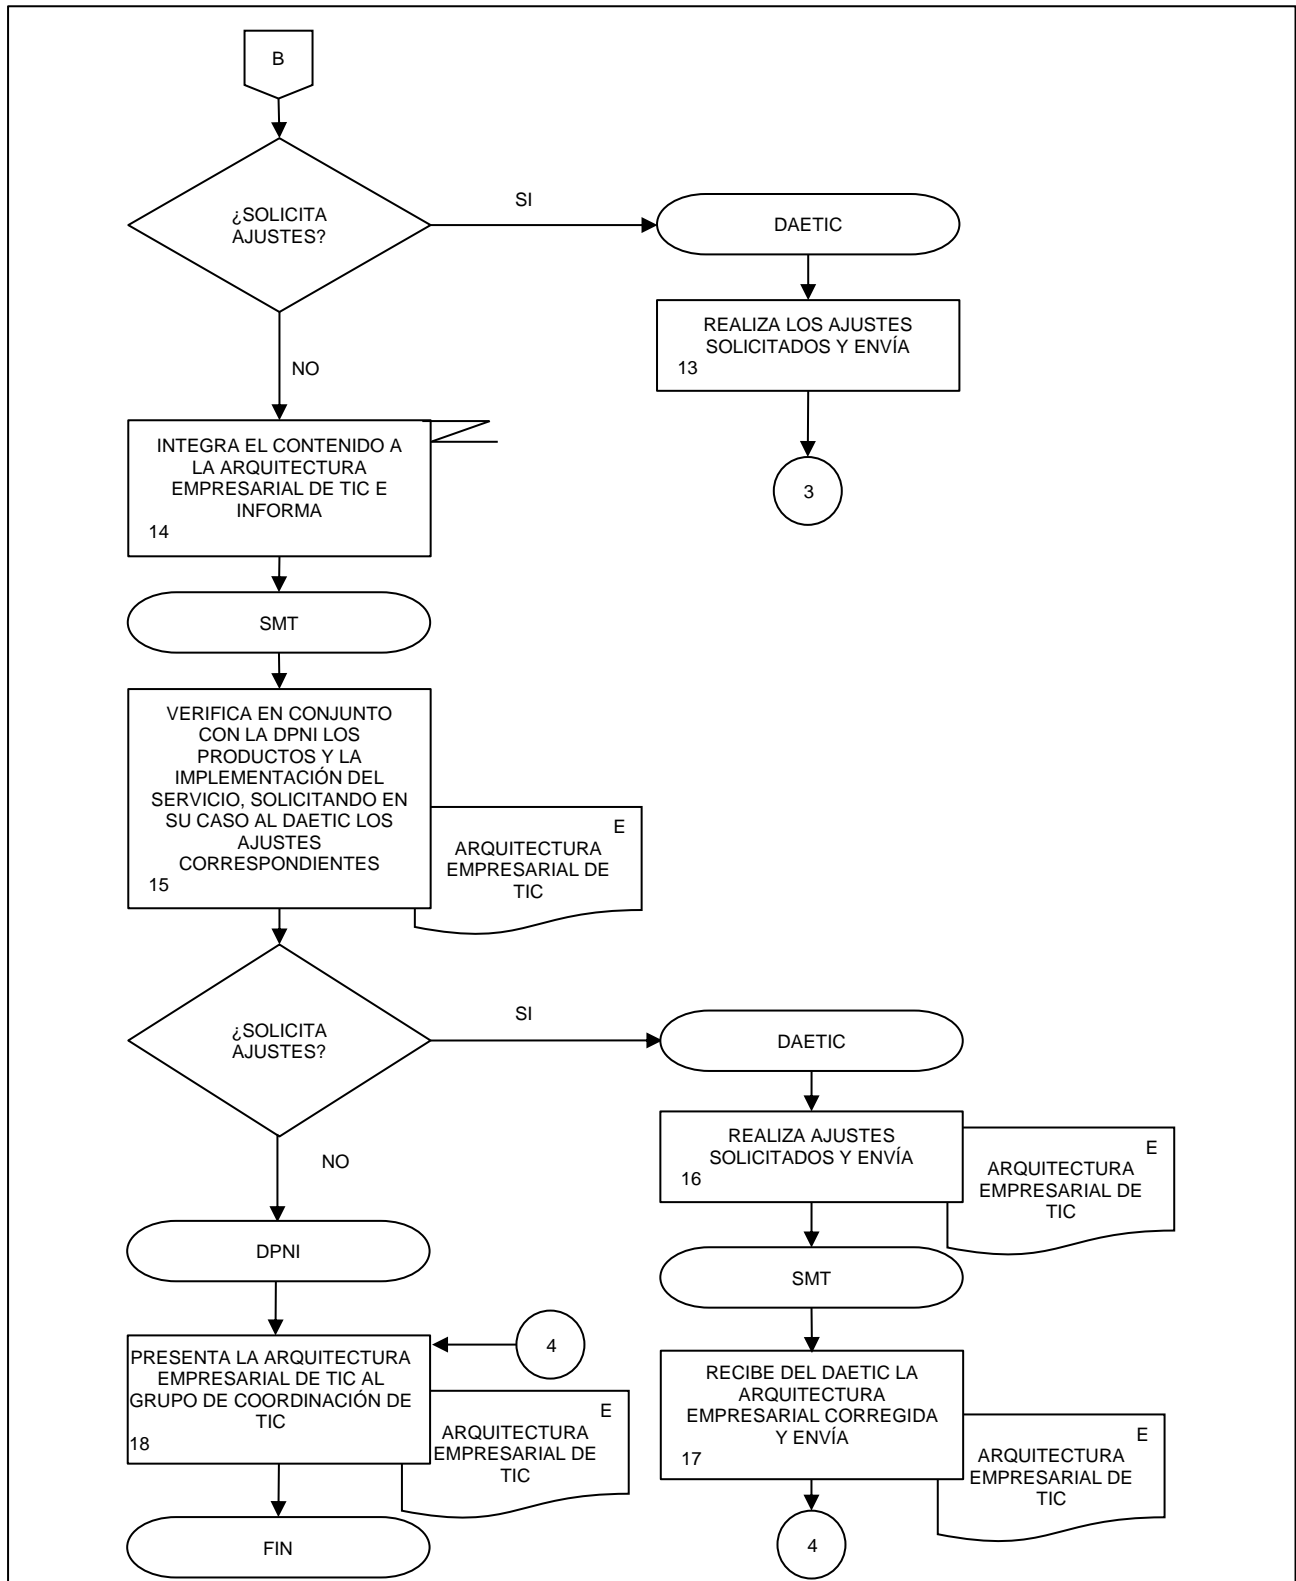 B
¿SOLICITA
AJUSTES?
SI
DAETIC
REALIZA LOS AJUSTES
SOLICITADOS Y ENVÍA
13
3
NO
INTEGRA EL CONTENIDO A
LA ARQUITECTURA
EMPRESARIAL DE TIC E
INFORMA
14
SMT
VERIFICA EN CONJUNTO
CON LA DPNI LOS
PRODUCTOS Y LA
IMPLEMENTACIÓN DEL
SERVICIO, SOLICITANDO EN
SU CASO AL DAETIC LOS
AJUSTES
CORRESPONDIENTES
15
E
ARQUITECTURA
EMPRESARIAL DE
TIC
¿SOLICITA
AJUSTES?
SI
DAETIC
REALIZA AJUSTES
SOLICITADOS Y ENVÍA
16
E
ARQUITECTURA
EMPRESARIAL DE
TIC
SMT
RECIBE DEL DAETIC LA
ARQUITECTURA
EMPRESARIAL CORREGIDA
Y ENVÍA
17
E
ARQUITECTURA
EMPRESARIAL DE
TIC
4
NO
DPNI
4
PRESENTA LA ARQUITECTURA
EMPRESARIAL DE TIC AL
GRUPO DE COORDINACIÓN DE
TIC
18
E
ARQUITECTURA
EMPRESARIAL DE
TIC
FIN